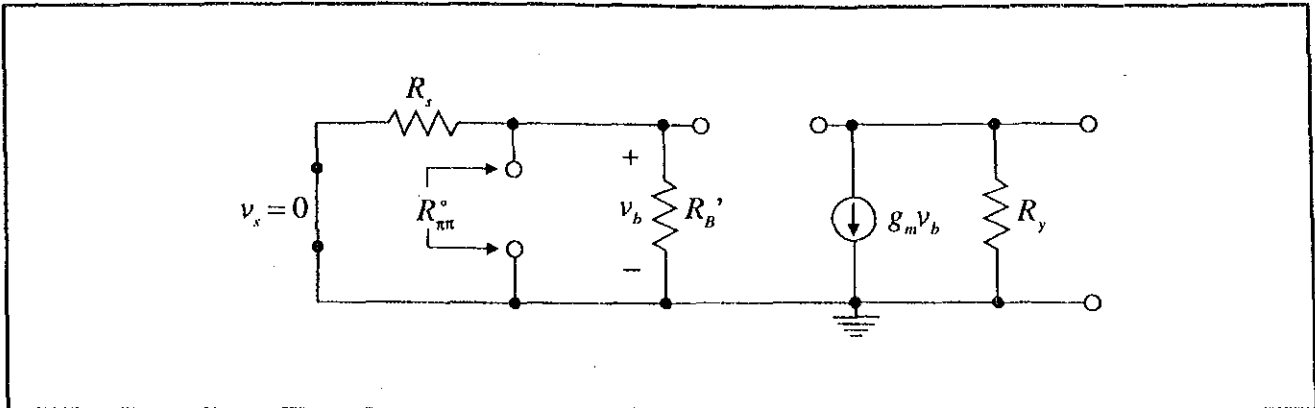 R_s
+
v_s = 0
R°_ππ
v_b
R_B'
g_m v_b
R_y
−